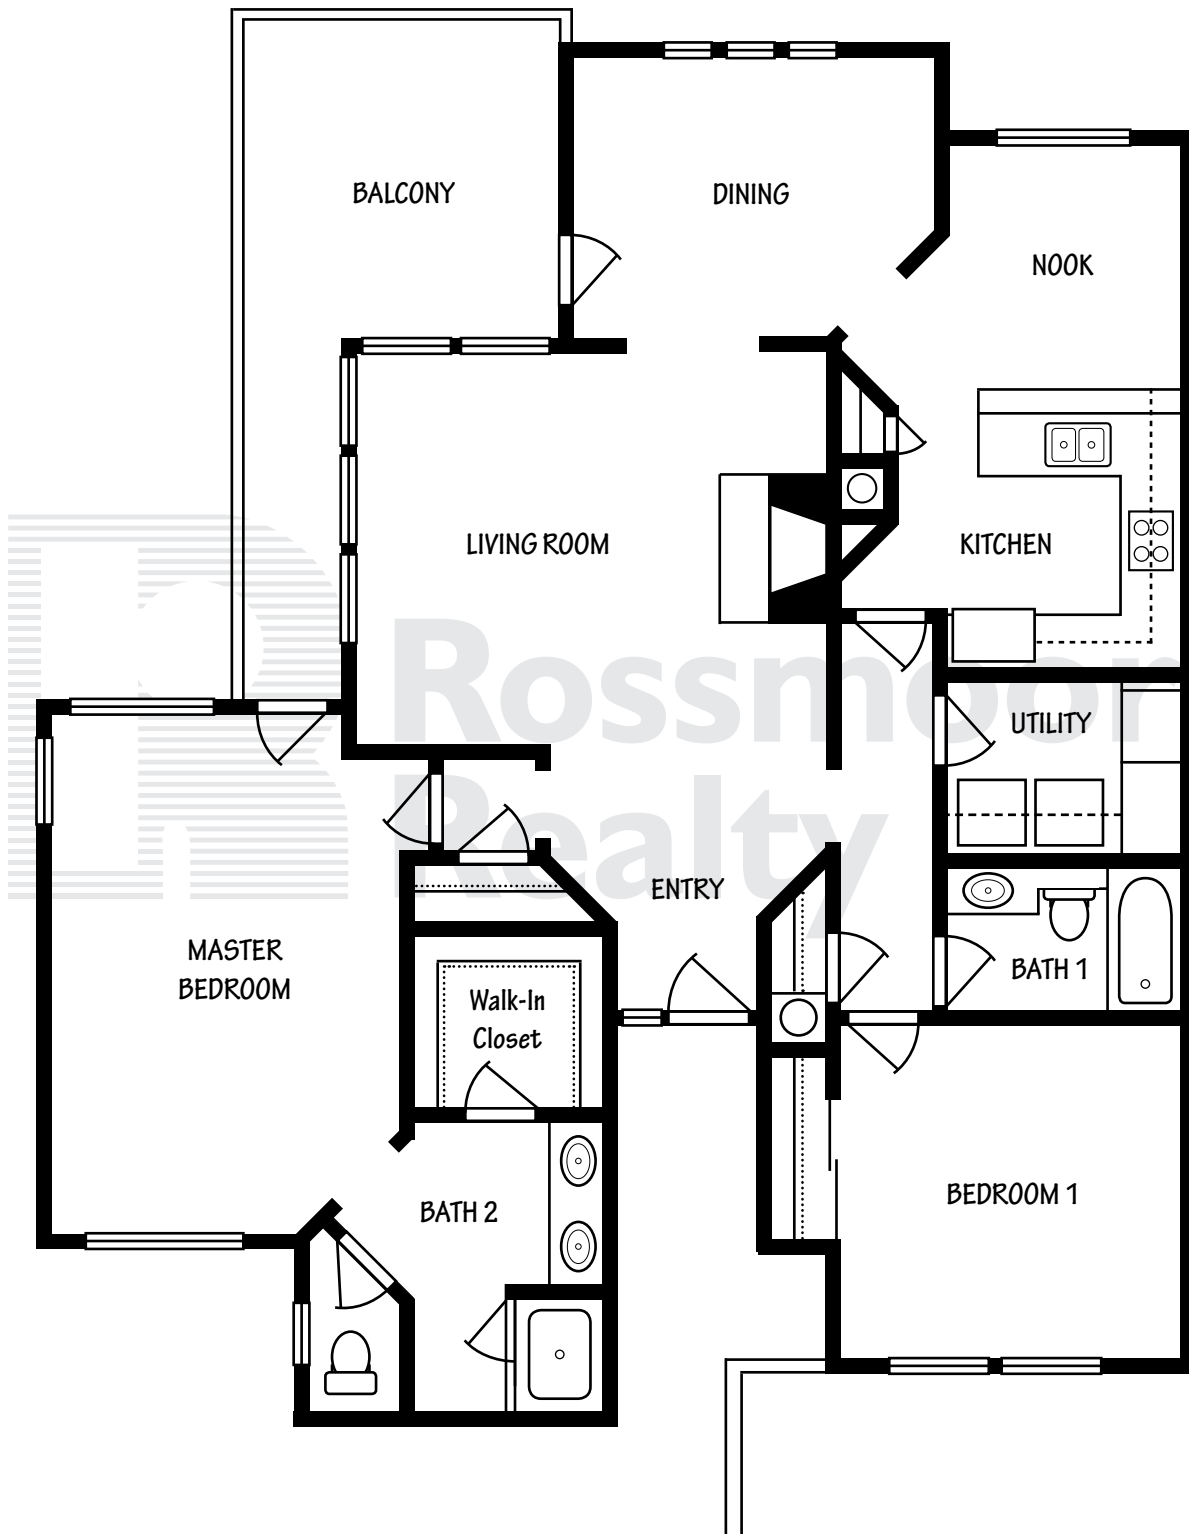 BALCONY
DINING
NOOK
LIVING ROOM
KITCHEN
Rossmoor
UTILITY
Realty
ENTRY
MASTER
BEDROOM
BATH 1
Walk-In
Closet
BEDROOM 1
BATH 2